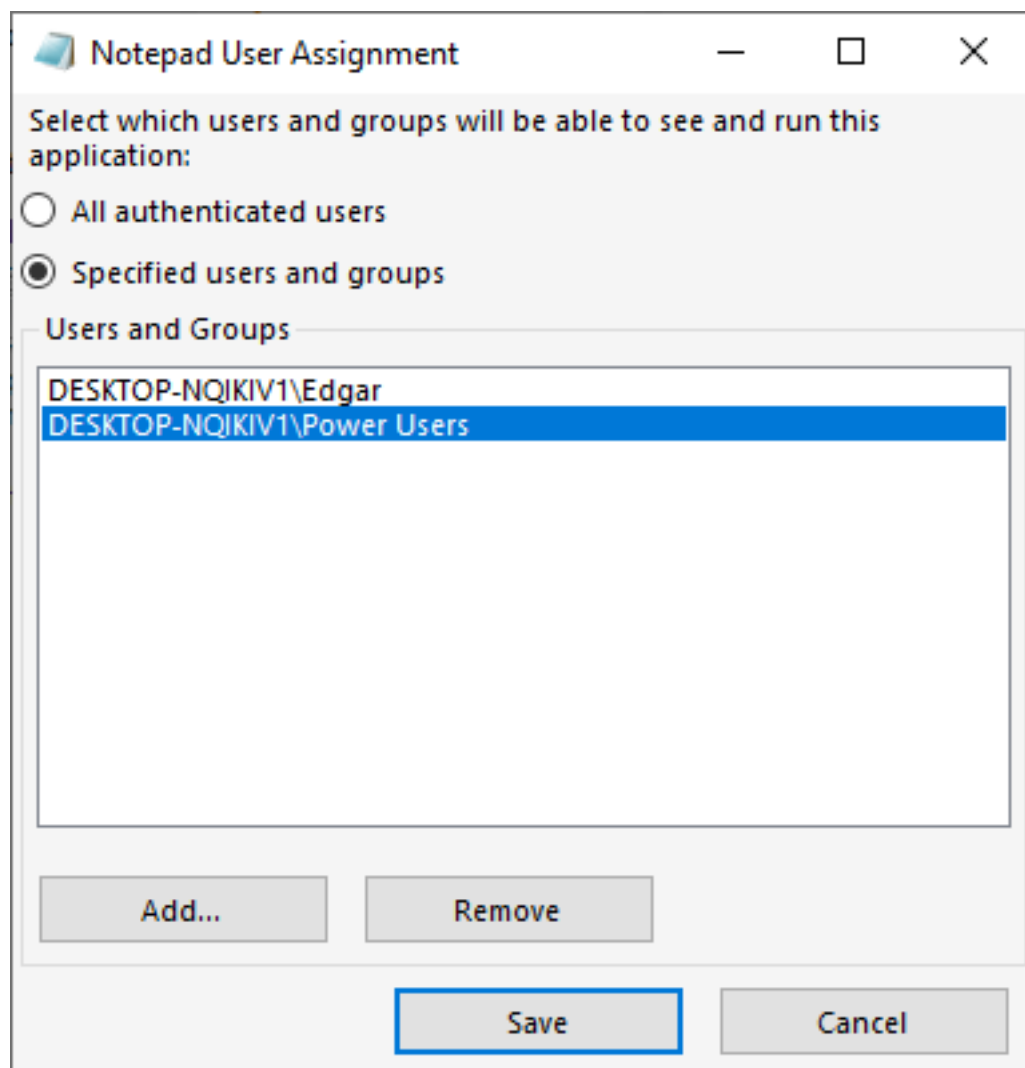 Notepad User Assignment
Select which users and groups will be able to see and run this
application:
All authenticated users
Specified users and groups
Users and Groups
DESKTOP-NQIKIV1\Edgar
DESKTOP-NQIKIV1\Power Users
Add...
Remove
Save
Cancel